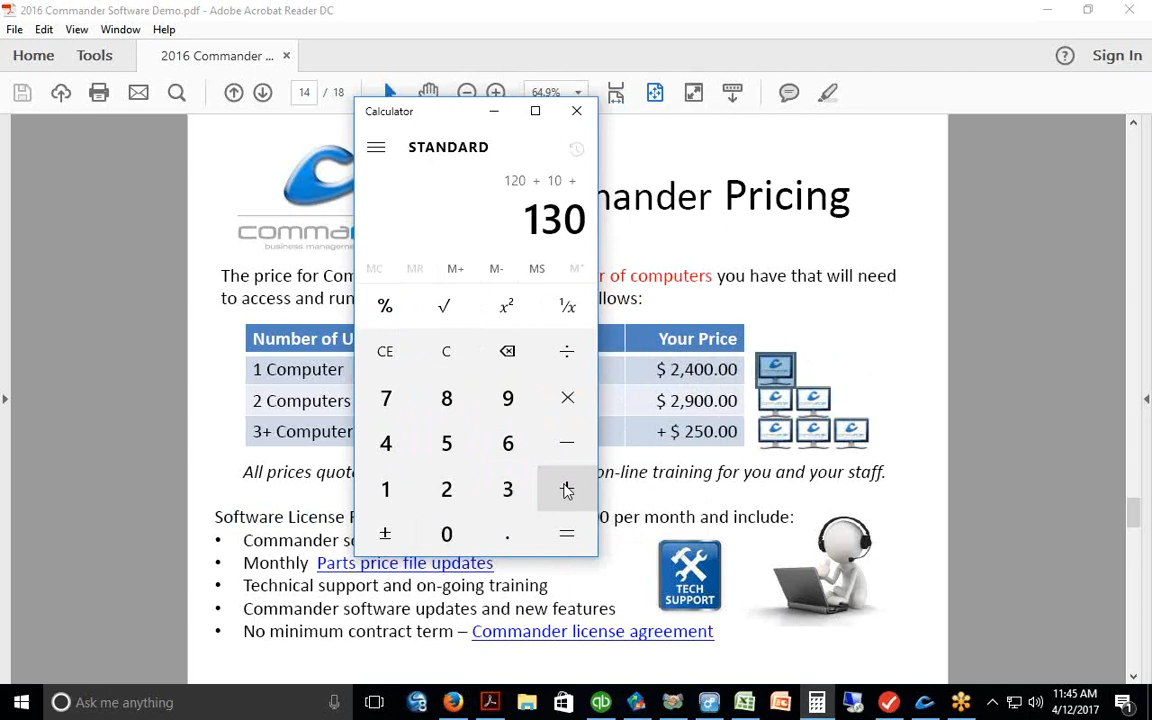 2016 Commander Software Demo.pdf - Adobe Acrobat Reader DC
File Edit View Window Help
Home Tools 2016 Commander ... × Sign In
14 / 18 64.9%
Calculator
STANDARD
120 + 10 +
130
MC MR M+ M- MS M
% √ x² ¹/x
CE C ÷
7 8 9 ×
4 5 6 −
1 2 3 +
± 0 . =
mander Pricing
comma
business managem
The price for Com r of computers you have that will need
to access and run llows:
Number of U Your Price
1 Computer $ 2,400.00
2 Computers $ 2,900.00
3+ Computer + $ 250.00
All prices quot on-line training for you and your staff.
Software License F 0 per month and include:
• Commander so
• Monthly Parts price file updates
• Technical support and on-going training
• Commander software updates and new features
• No minimum contract term – Commander license agreement
TECH
SUPPORT
Ask me anything
11:45 AM
4/12/2017
1